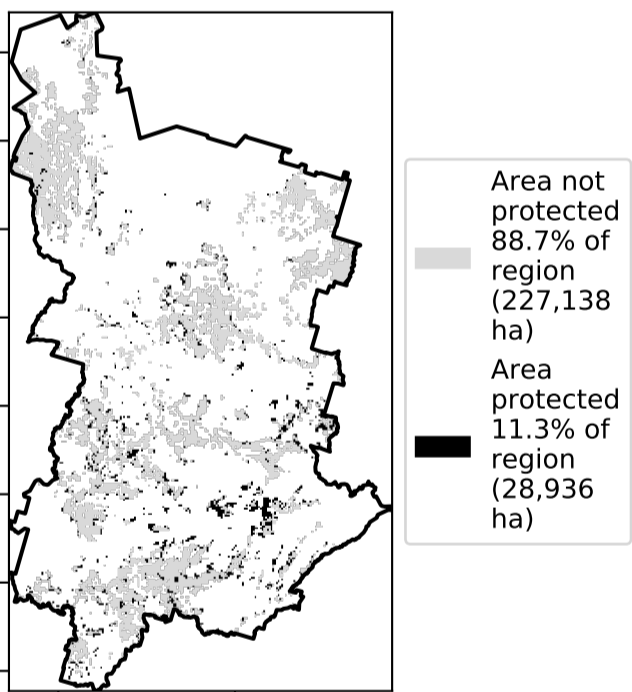 Area not
protected
88.7% of
region
(227,138
ha)
Area
protected
11.3% of
region
(28,936
ha)